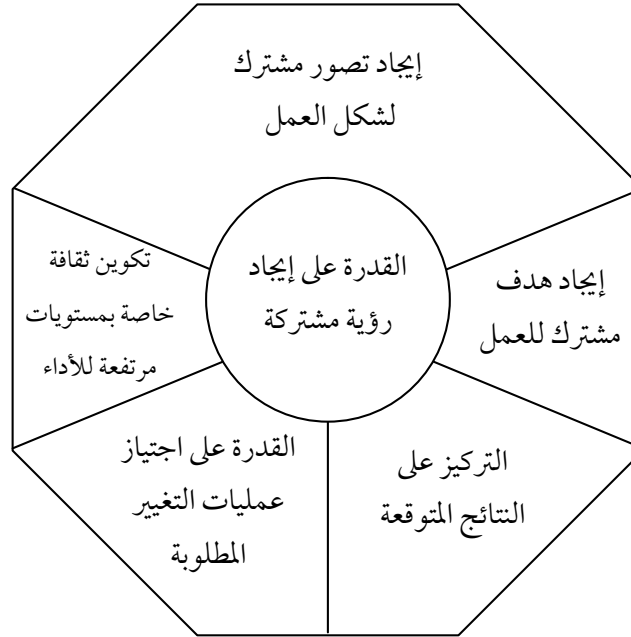 إيجاد تصور مشترك
لشكل العمل
القدرة على إيجاد
رؤية مشتركة
إيجاد هدف
مشترك للعمل
تكوين ثقافة
خاصة بمستويات
مرتفعة للأداء
التركيز على
النتائج المتوقعة
القدرة على اجتياز
عمليات التغيير
المطلوبة